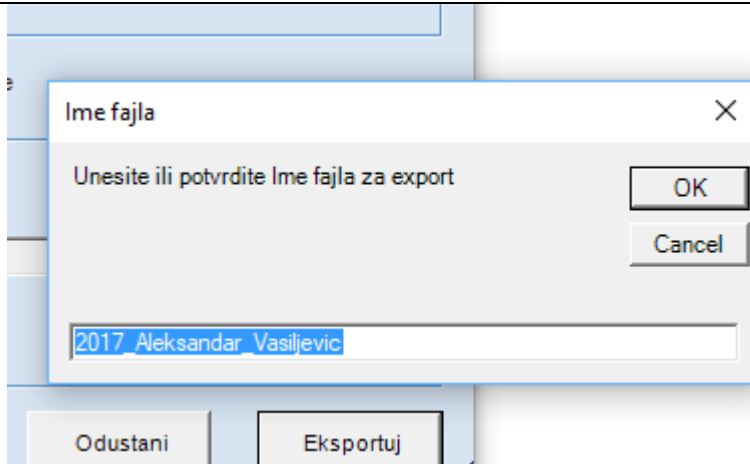 Ime fajla
Unesite ili potvrdite Ime fajla za export
OK
Cancel
2017_Aleksandar_Vasiljevic
Odustani
Eksportuj